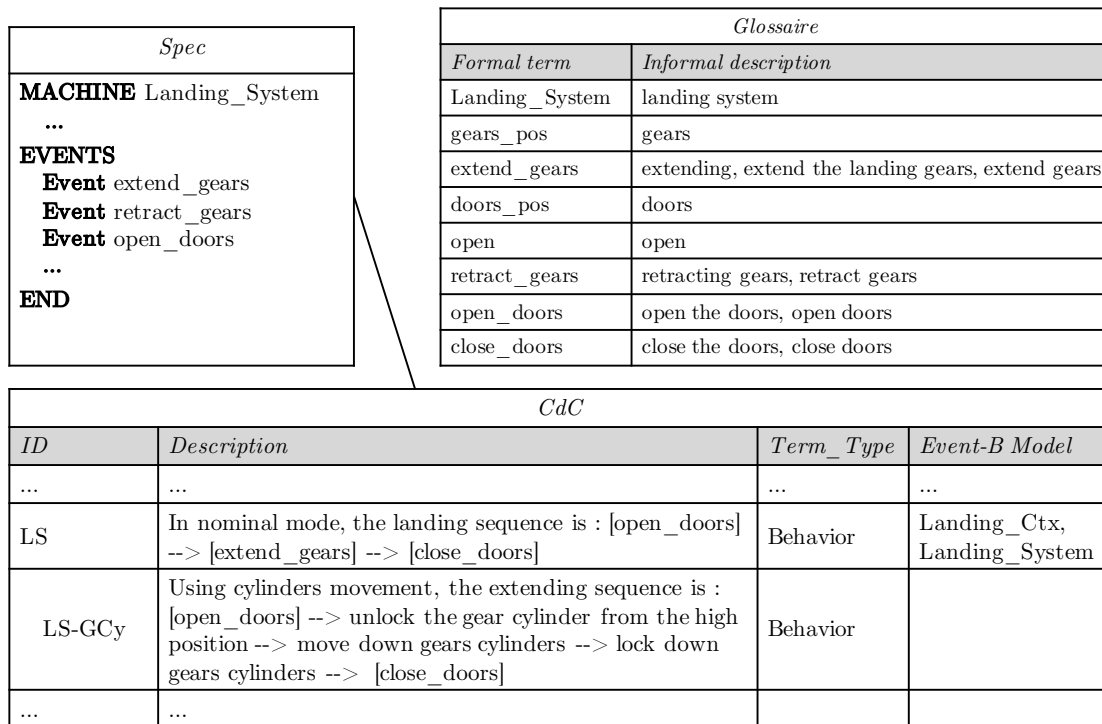 Spec
MACHINE Landing_System
...
EVENTS
Event extend_gears
Event retract_gears
Event open_doors
...
END
Glossaire
Formal term Informal description
Landing_System landing system
gears_pos gears
extend_gears extending, extend the landing gears, extend gears
doors_pos doors
open open
retract_gears retracting gears, retract gears
open_doors open the doors, open doors
close_doors close the doors, close doors
CdC
ID Description Term_Type Event-B Model
... ... ... ...
LS In nominal mode, the landing sequence is : [open_doors] --> [extend_gears] --> [close_doors] Behavior Landing_Ctx, Landing_System
LS-GCy Using cylinders movement, the extending sequence is :
[open_doors] --> unlock the gear cylinder from the high
position --> move down gears cylinders --> lock down Behavior
gears cylinders --> [close_doors]
... ...